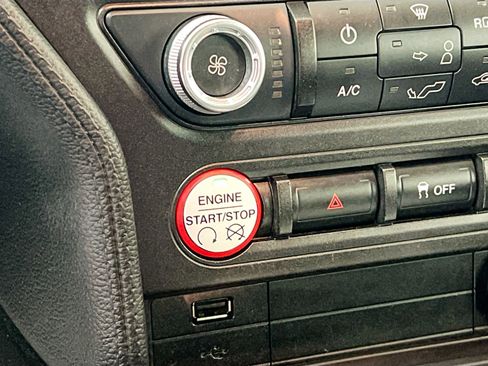 R
A/C
ENGINE
START/STOP
OFF